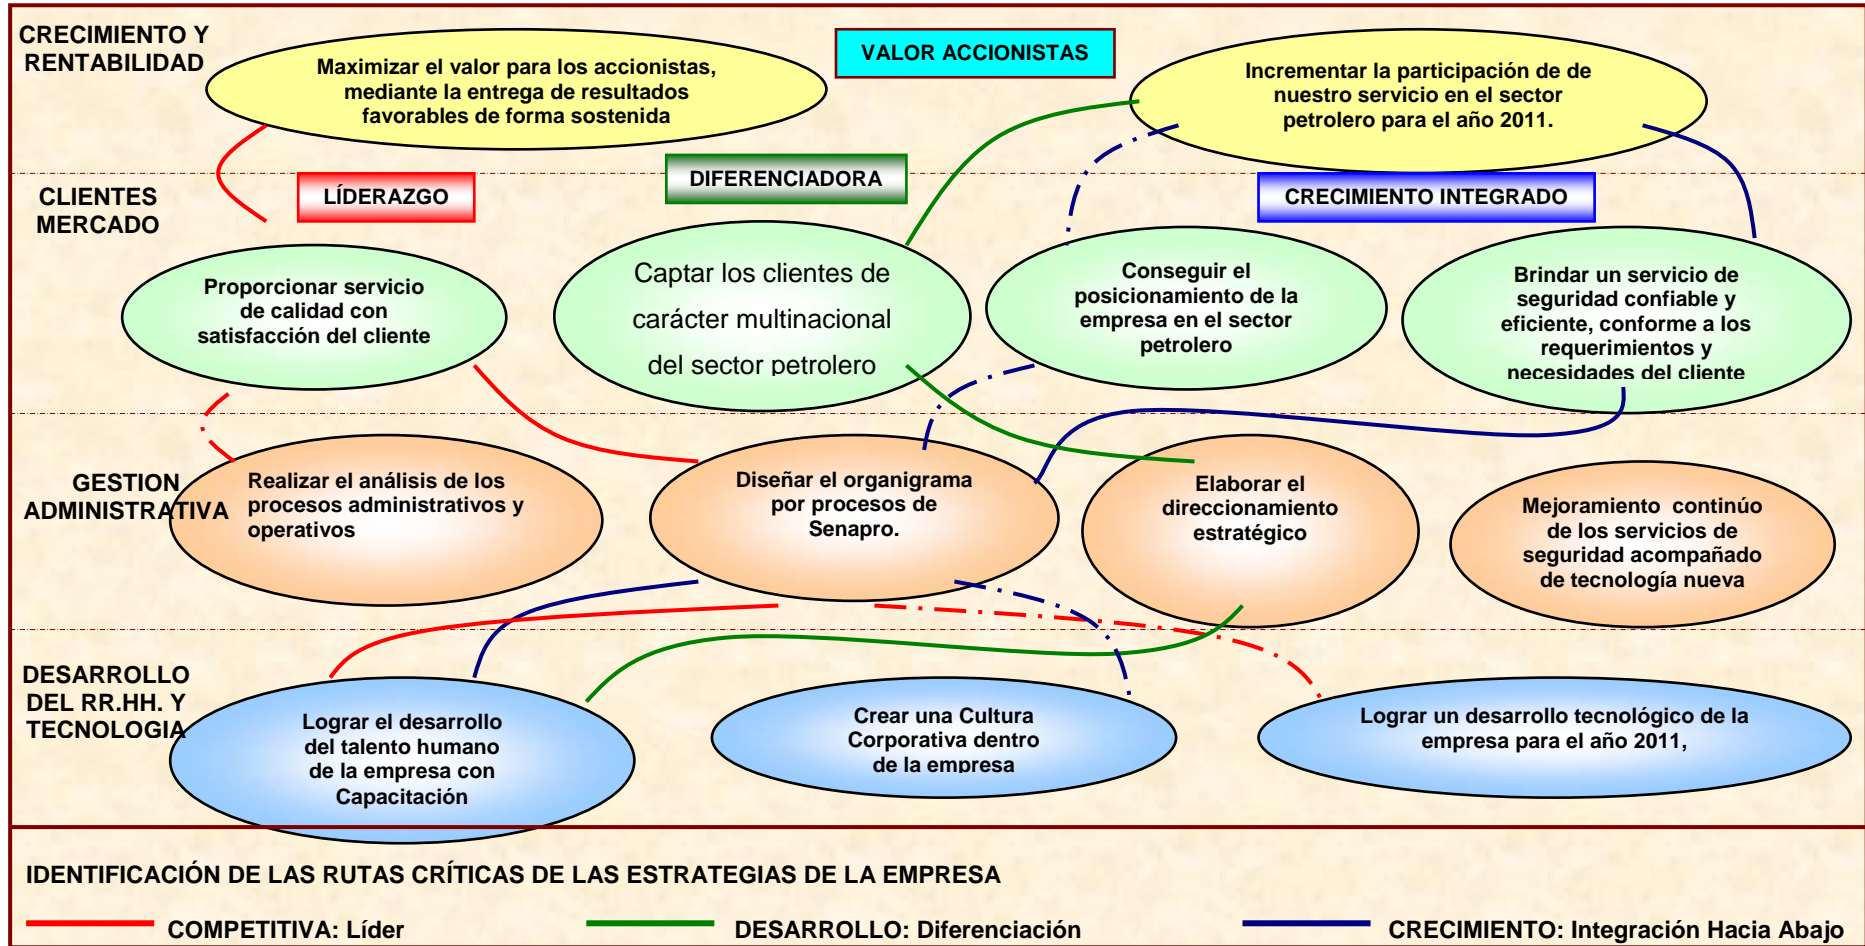 CRECIMIENTO Y
RENTABILIDAD
Maximizar el valor para los accionistas,
mediante la entrega de resultados
favorables de forma sostenida
VALOR ACCIONISTAS
Incrementar la participación de de
nuestro servicio en el sector
petrolero para el año 2011.
CLIENTES
MERCADO
LÍDERAZGO
DIFERENCIADORA
CRECIMIENTO INTEGRADO
Proporcionar servicio
de calidad con
satisfacción del cliente
Captar los clientes de
carácter multinacional
del sector petrolero
Conseguir el
posicionamiento de la
empresa en el sector
petrolero
Brindar un servicio de
seguridad confiable y
eficiente, conforme a los
requerimientos y
necesidades del cliente
GESTION
ADMINISTRATIVA
Realizar el análisis de los
procesos administrativos y
operativos
Diseñar el organigrama
por procesos de
Senapro.
Elaborar el
direccionamiento
estratégico
Mejoramiento continúo
de los servicios de
seguridad acompañado
de tecnología nueva
DESARROLLO
DEL RR.HH. Y
TECNOLOGIA
Lograr el desarrollo
del talento humano
de la empresa con
Capacitación
Crear una Cultura
Corporativa dentro
de la empresa
Lograr un desarrollo tecnológico de la
empresa para el año 2011,
IDENTIFICACIÓN DE LAS RUTAS CRÍTICAS DE LAS ESTRATEGIAS DE LA EMPRESA
COMPETITIVA: Líder
DESARROLLO: Diferenciación
CRECIMIENTO: Integración Hacia Abajo